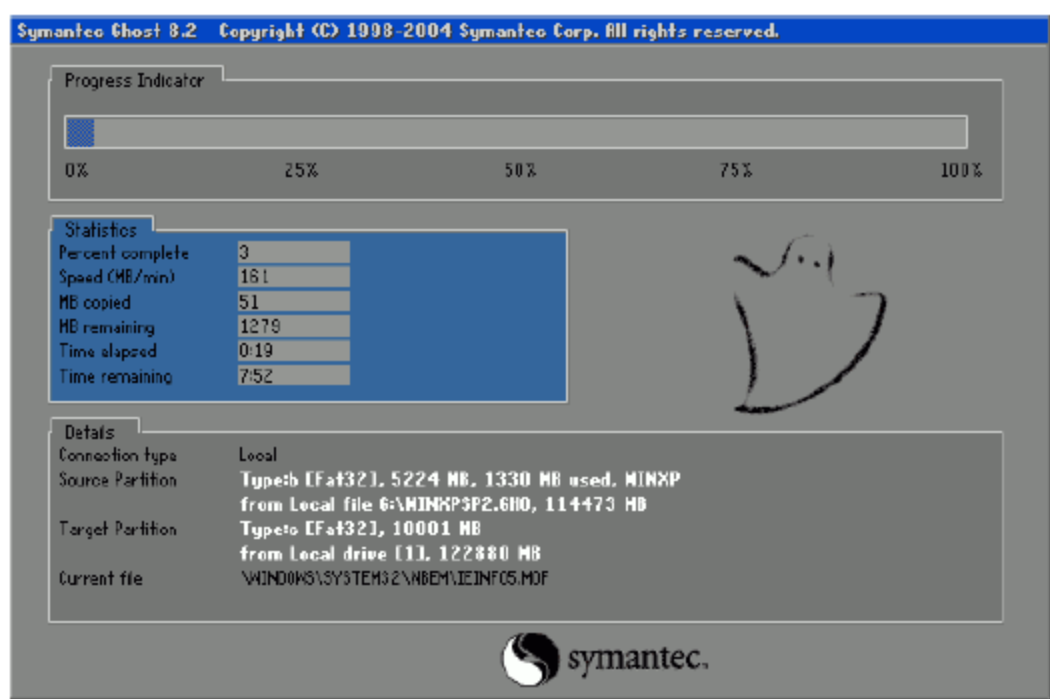 Symantec Ghost 8.2 Copyright (C) 1998-2004 Symantec Corp. All rights reserved.
Progress Indicator
0% 25% 50% 75% 100%
Statistics
Percent complete 3
Speed (MB/min) 161
MB copied 51
MB remaining 1279
Time elapsed 0:19
Time remaining 7:52
Details
Connection type Local
Source Partition Type:b [Fat32], 5224 MB, 1330 MB used, WINXP
from Local file G:\WINXPSP2.GHO, 114473 MB
Target Partition Type:c [Fat32], 10001 MB
from Local drive [1], 122880 MB
Current file \WINDOWS\SYSTEM32\WBEM\IEINFO5.MOF
symantec.